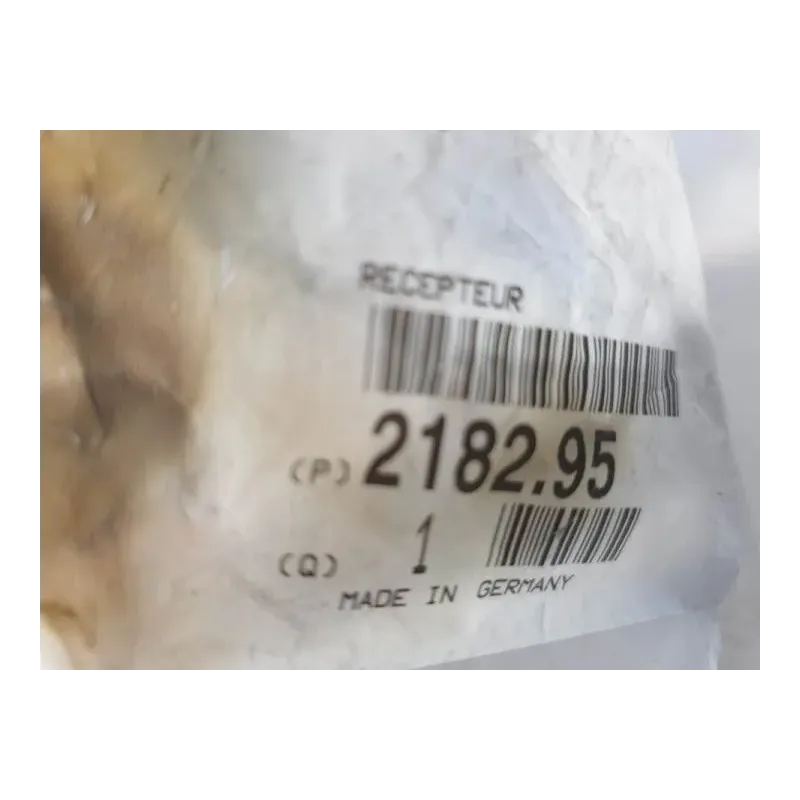 RECEPTEUR
(P) 2182.95
(Q) 1
MADE IN GERMANY